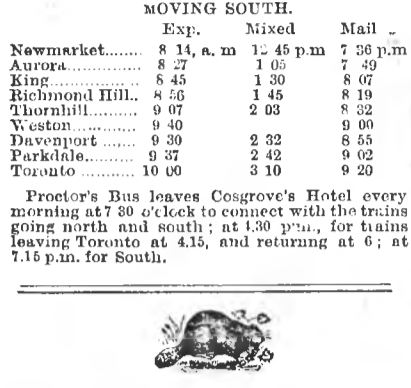 MOVING SOUTH.
Exp. Mixed Mail
Newmarket........ 8 14, a. m 12 45 p.m 7 36 p.m
Aurora.............. 8 27 1 05 7 49
King................. 8 45 1 30 8 07
Richmond Hill.. 8 56 1 45 8 19
Thornhill.......... 9 07 2 03 8 32
Weston............ 9 40 9 00
Davenport ...... 9 30 2 32 8 55
Parkdale.......... 9 37 2 42 9 02
Toronto ........... 10 00 3 10 9 20
Proctor's Bus leaves Cosgrove's Hotel every
morning at 7 30 o'clock to connect with the trains
going north and south; at 4.30 p.m., for trains
leaving Toronto at 4.15, and returning at 6; at
7.15 p.m. for South.